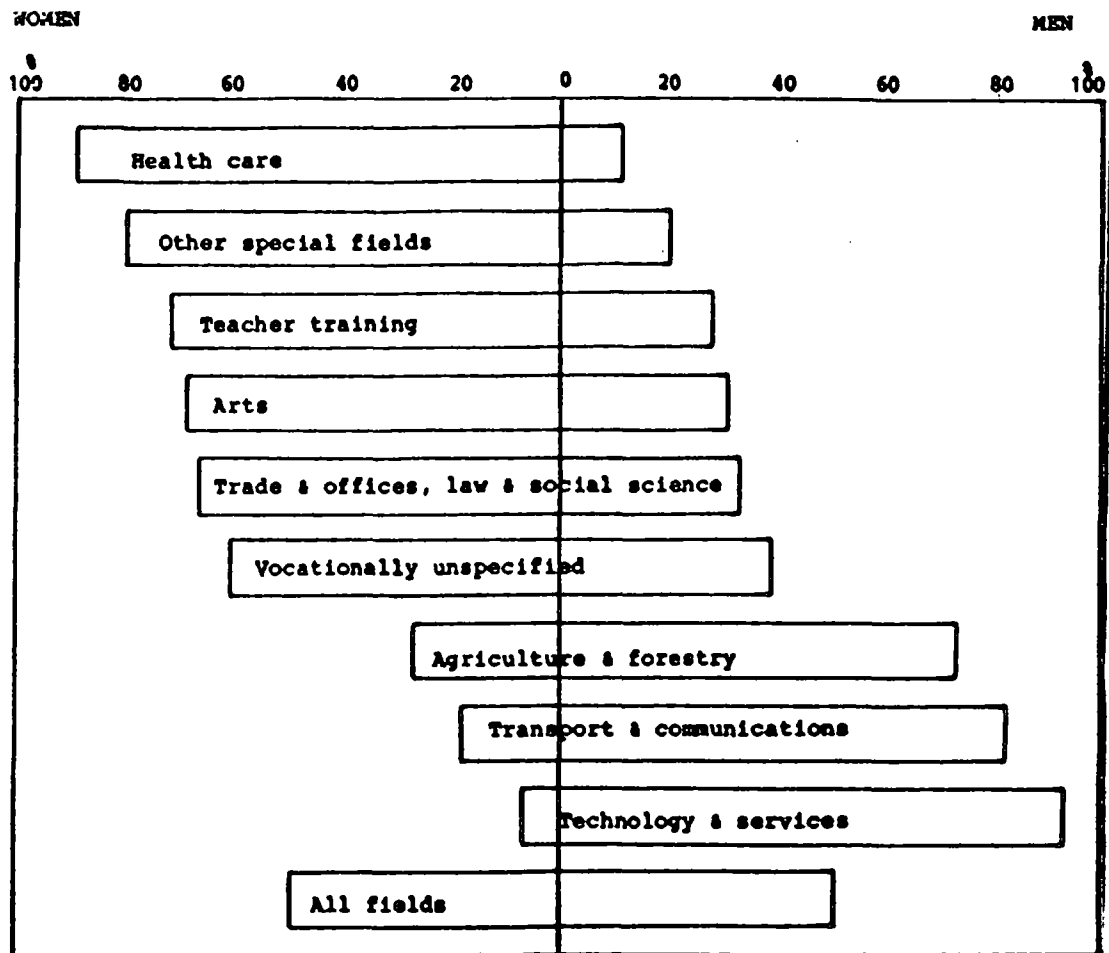 WOMEN MEN
% %
100 80 60 40 20 0 20 40 60 80 100
Health care
Other special fields
Teacher training
Arts
Trade & offices, law & social science
Vocationally unspecified
Agriculture & forestry
Transport & communications
Technology & services
All fields